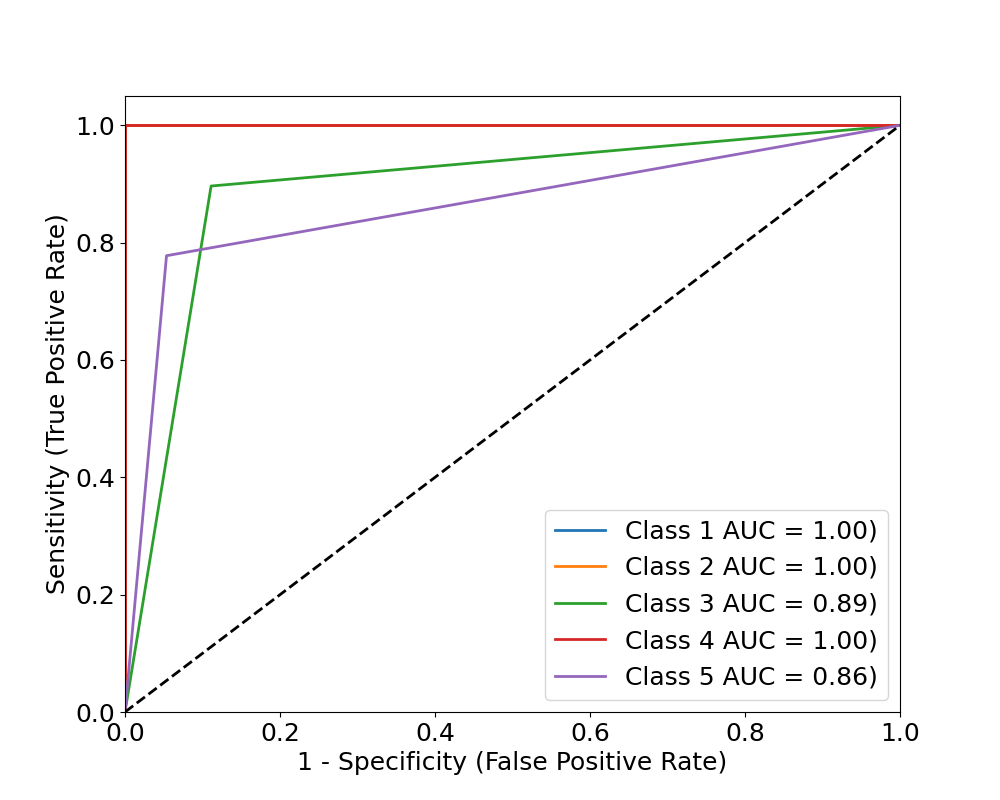 Sensitivity (True Positive Rate)
1.0
0.8
0.6
0.4
0.2
0.0
Class 1 AUC = 1.00)
Class 2 AUC = 1.00)
Class 3 AUC = 0.89)
Class 4 AUC = 1.00)
Class 5 AUC = 0.86)
0.0 0.2 0.4 0.6 0.8 1.0
1 - Specificity (False Positive Rate)